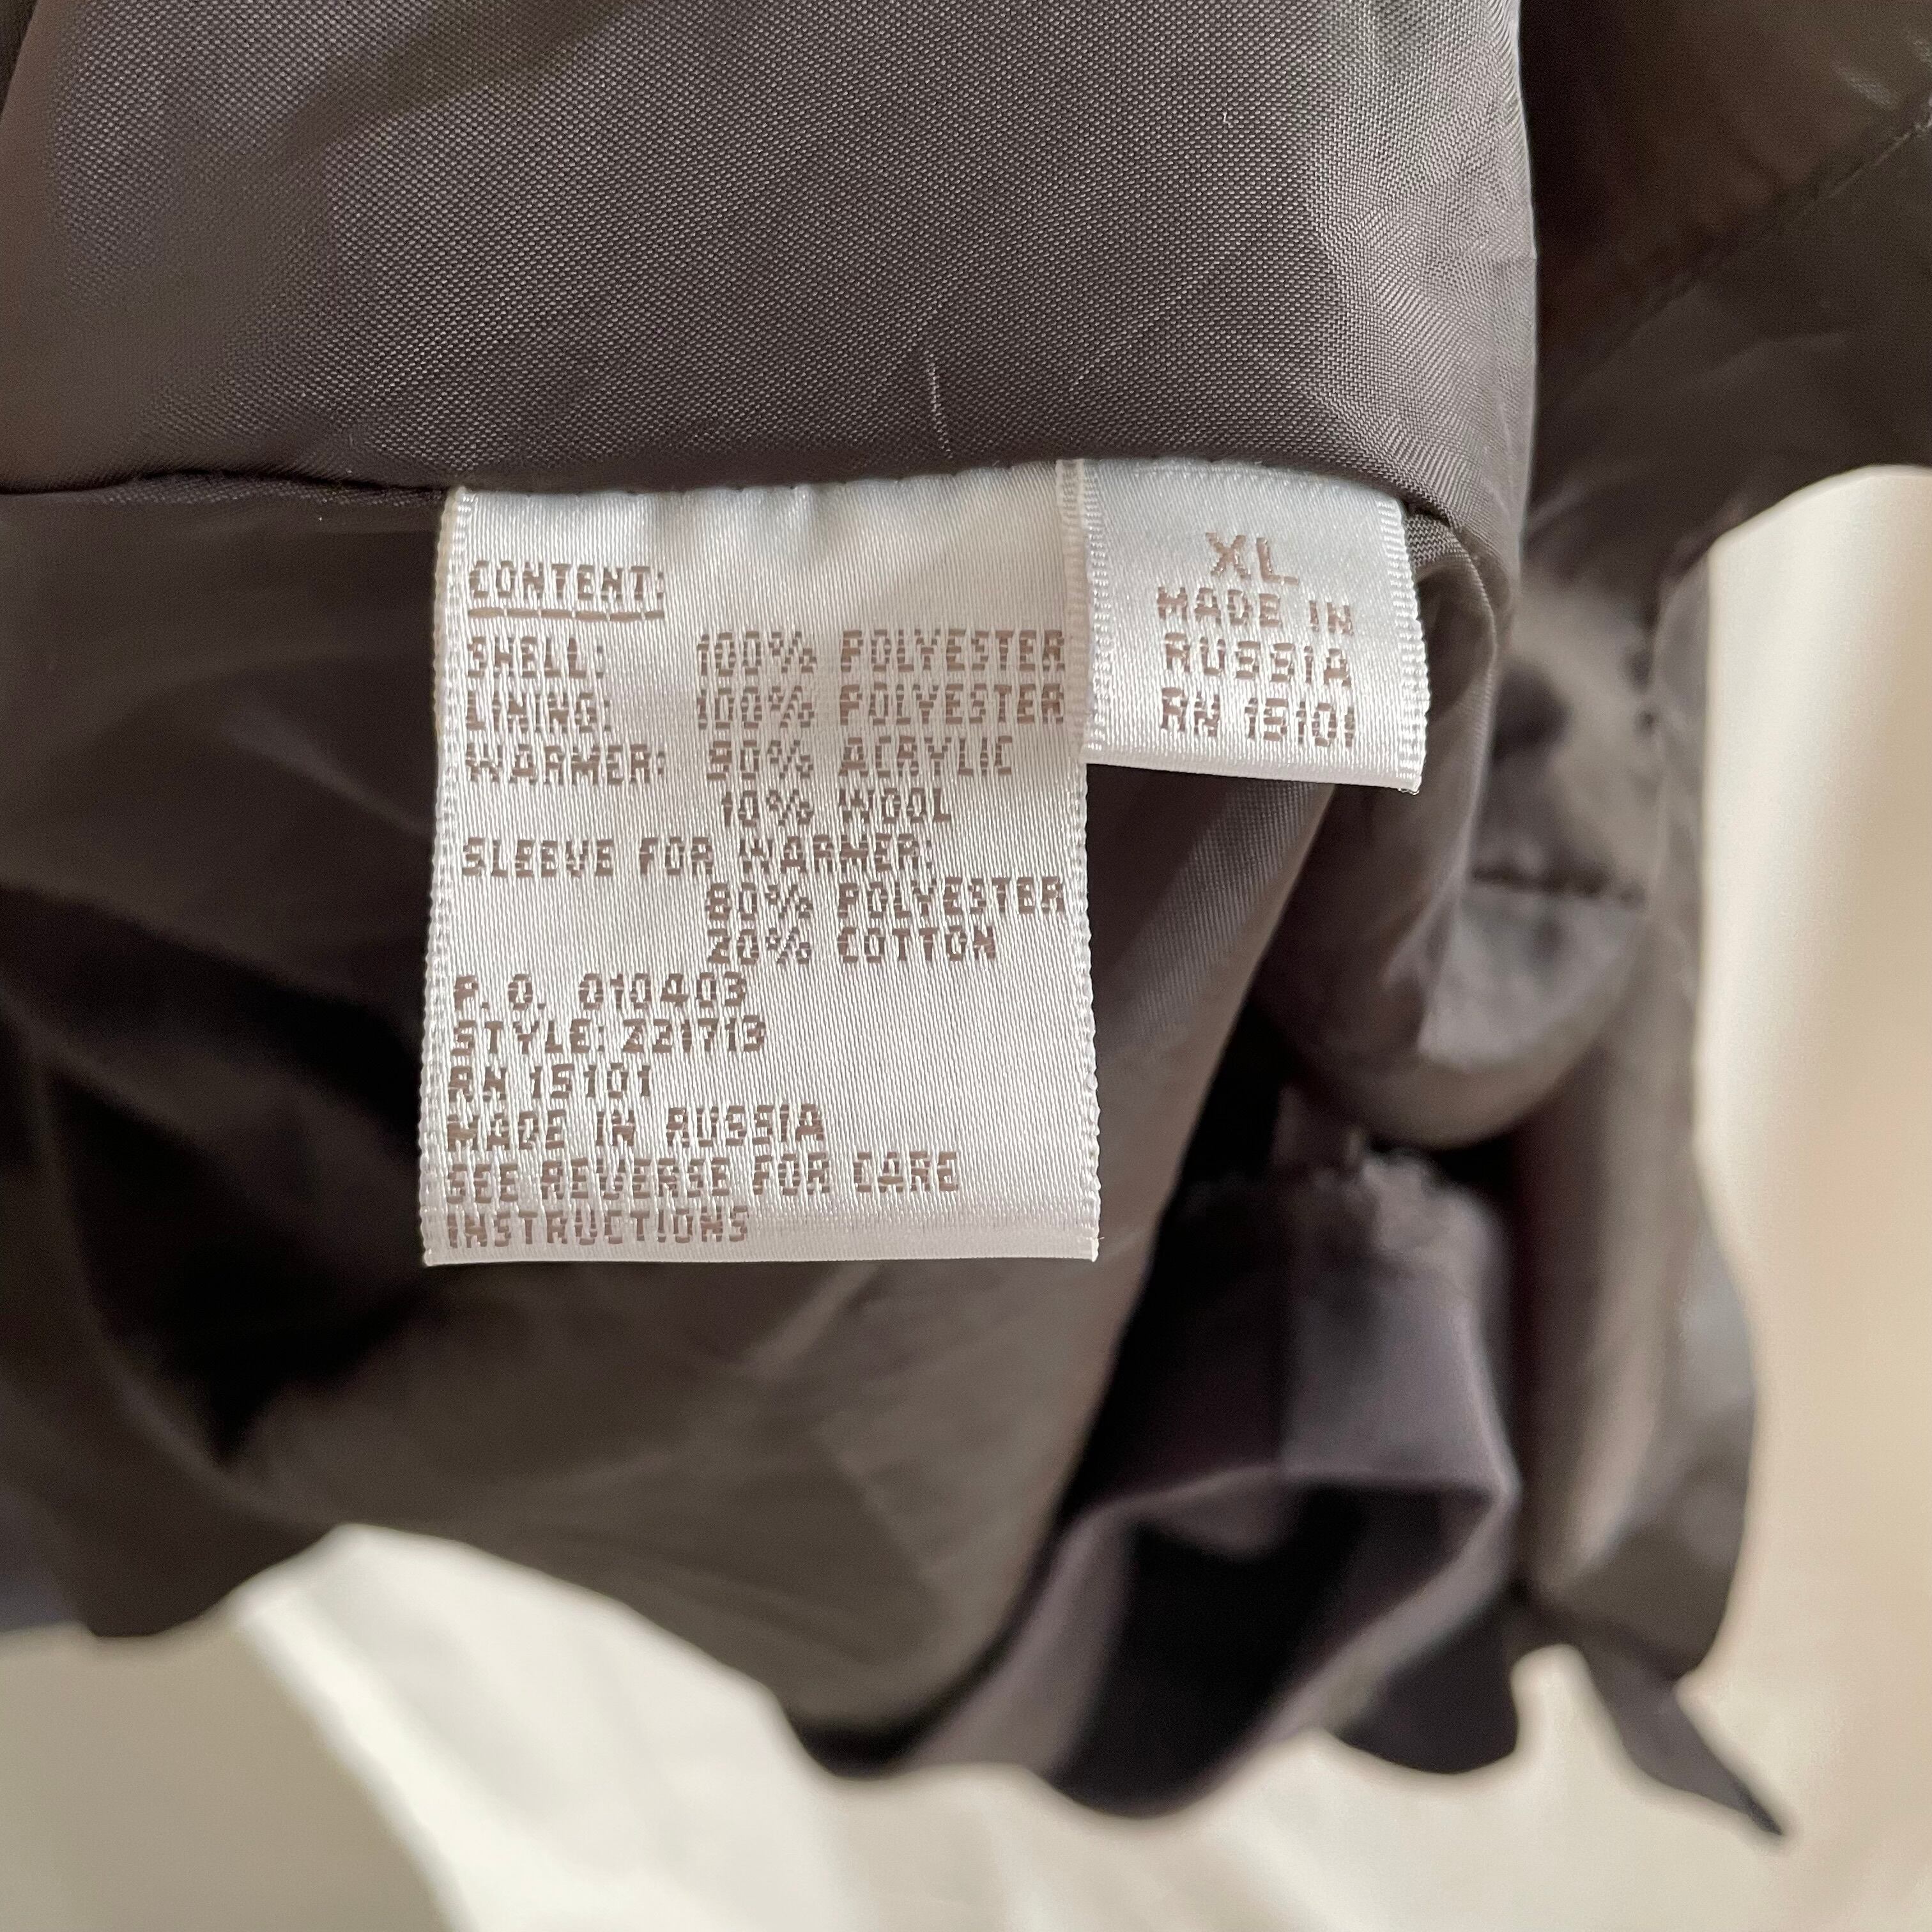 CONTENT:
SHELL: 100% POLYESTER
LINING: 100% POLYESTER
WARMER: 90% ACRYLIC
10% WOOL
SLEEVE FOR WARMER:
80% POLYESTER
20% COTTON
P.O. 010403
STYLE: 221713
RN 15101
MADE IN RUSSIA
SEE REVERSE FOR CARE
INSTRUCTIONS
XL
MADE IN
RUSSIA
RN 15101